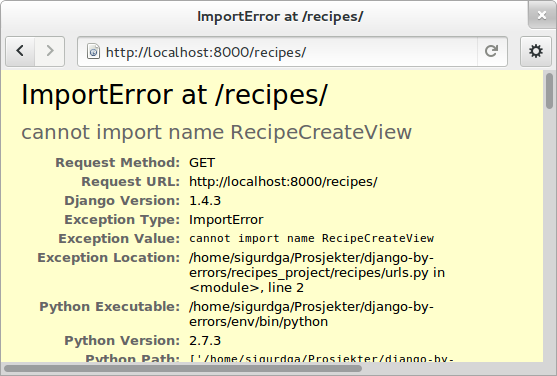 ImportError at /recipes/
http://localhost:8000/recipes/
ImportError at /recipes/
cannot import name RecipeCreateView
Request Method: GET
Request URL: http://localhost:8000/recipes/
Django Version: 1.4.3
Exception Type: ImportError
Exception Value: cannot import name RecipeCreateView
Exception Location: /home/sigurdga/Prosjekter/django-by-
errors/recipes_project/recipes/urls.py in
<module>, line 2
Python Executable: /home/sigurdga/Prosjekter/django-by-
errors/env/bin/python
Python Version: 2.7.3
Python Path: ['/home/sigurdga/Prosjekter/django-by-